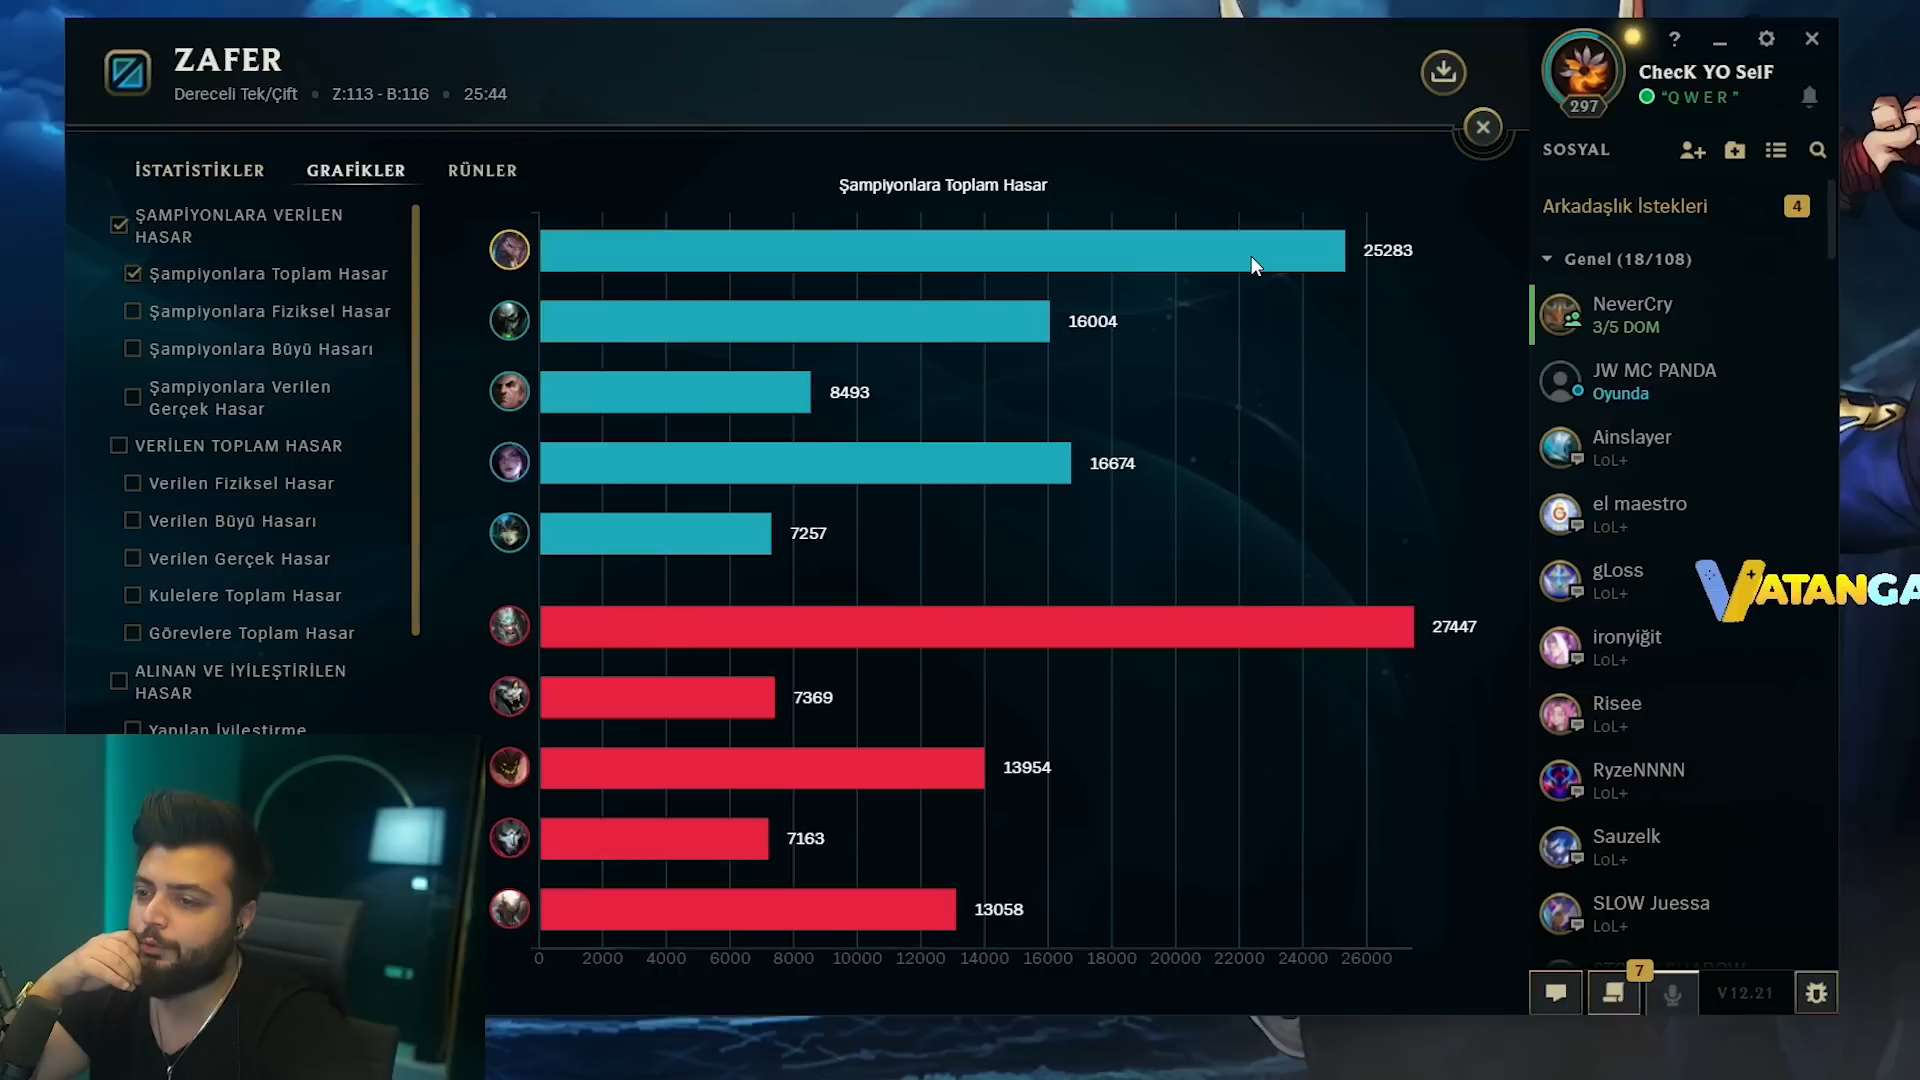 ZAFER
Dereceli Tek/Çift • Z:113 - B:116 • 25:44
İSTATİSTİKLER GRAFİKLER RÜNLER
ŞAMPİYONLARA VERİLEN
HASAR
Şampiyonlara Toplam Hasar
Şampiyonlara Fiziksel Hasar
Şampiyonlara Büyü Hasarı
Şampiyonlara Verilen
Gerçek Hasar
VERİLEN TOPLAM HASAR
Verilen Fiziksel Hasar
Verilen Büyü Hasarı
Verilen Gerçek Hasar
Kulelere Toplam Hasar
Görevlere Toplam Hasar
ALINAN VE İYİLEŞTİRİLEN
HASAR
Yapılan İyileştirme
Şampiyonlara Toplam Hasar
25283
16004
8493
16674
7257
27447
7369
13954
7163
13058
0 2000 4000 6000 8000 10000 12000 14000 16000 18000 20000 22000 24000 26000
297
ChecK YO SelF
"Q W E R"
SOSYAL
Arkadaşlık İstekleri 4
Genel (18/108)
NeverCry
3/5 DOM
JW MC PANDA
Oyunda
Ainslayer
LoL+
el maestro
LoL+
gLoss
LoL+
ironyiğit
LoL+
Risee
LoL+
RyzeNNNN
LoL+
Sauzelk
LoL+
SLOW Juessa
LoL+
7
V12.21
VATANGA